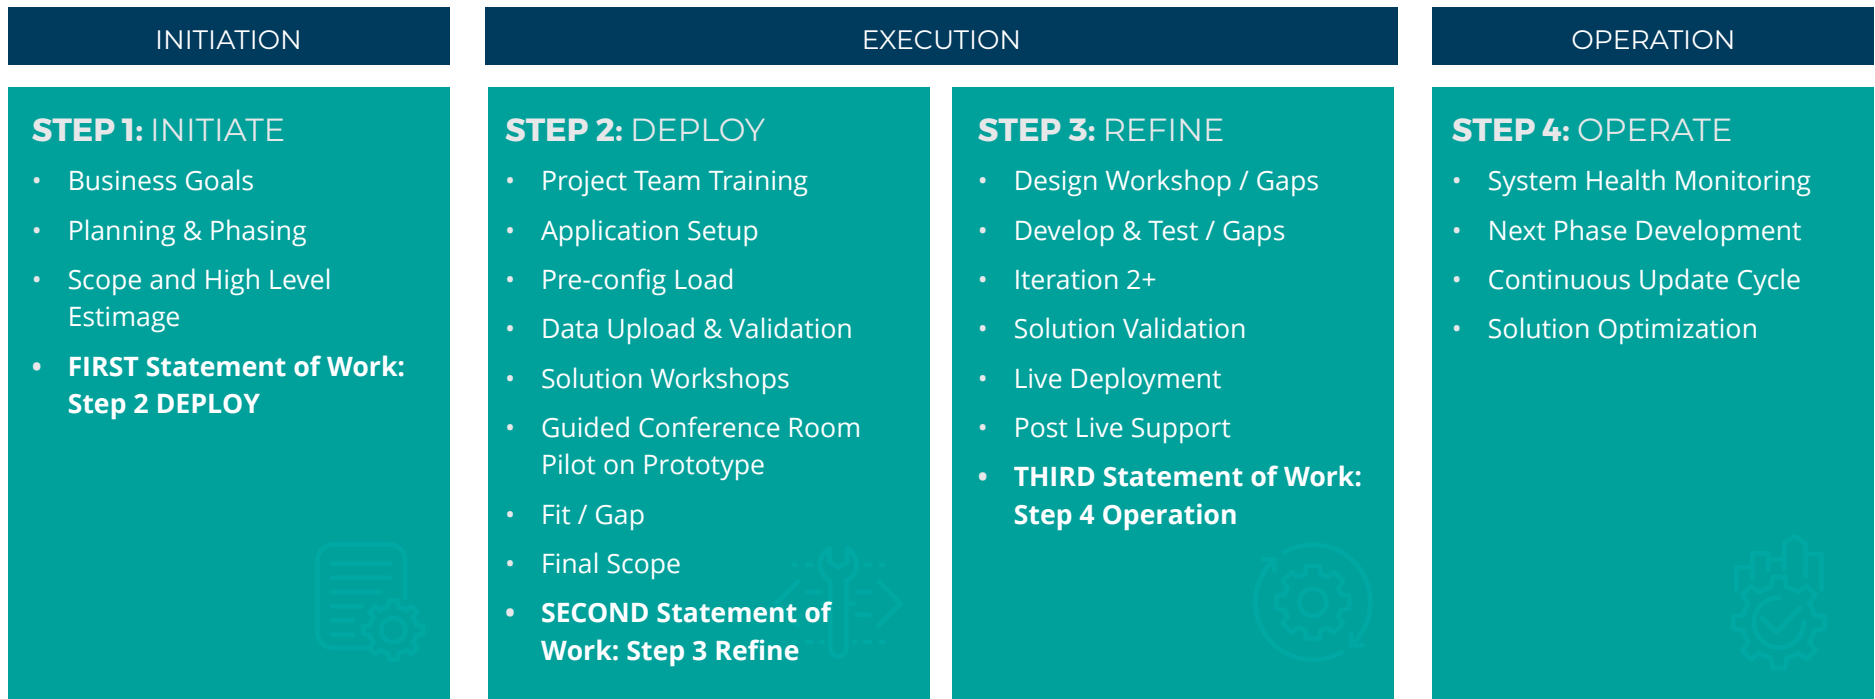 INITIATION
EXECUTION
OPERATION
STEP 1: INITIATE
• Business Goals
• Planning & Phasing
• Scope and High Level
Estimage
• FIRST Statement of Work:
Step 2 DEPLOY
STEP 2: DEPLOY
• Project Team Training
• Application Setup
• Pre-config Load
• Data Upload & Validation
• Solution Workshops
• Guided Conference Room
Pilot on Prototype
• Fit / Gap
• Final Scope
• SECOND Statement of
Work: Step 3 Refine
STEP 3: REFINE
• Design Workshop / Gaps
• Develop & Test / Gaps
• Iteration 2+
• Solution Validation
• Live Deployment
• Post Live Support
• THIRD Statement of Work:
Step 4 Operation
STEP 4: OPERATE
• System Health Monitoring
• Next Phase Development
• Continuous Update Cycle
• Solution Optimization